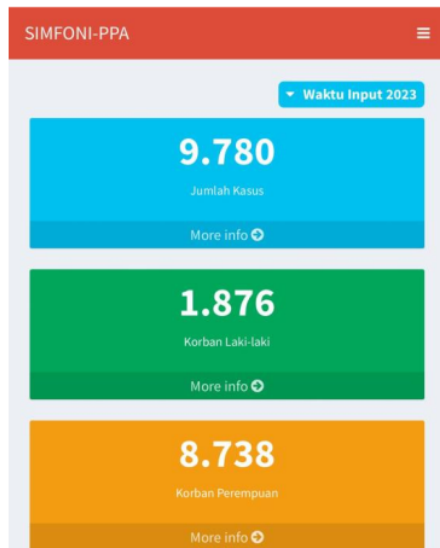 SIMFONI-PPA
Waktu Input 2023
9.780
Jumlah Kasus
More info
1.876
Korban Laki-laki
More info
8.738
Korban Perempuan
More info